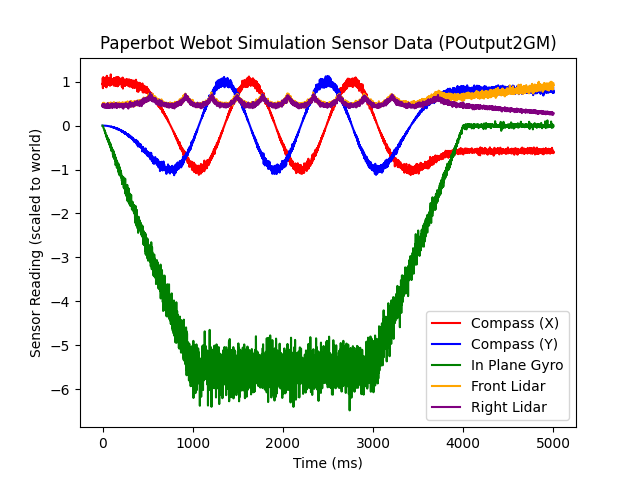 Paperbot Webot Simulation Sensor Data (POutput2GM)
Sensor Reading (scaled to world)
1
0
−1
−2
−3
−4
−5
−6
Compass (X)
Compass (Y)
In Plane Gyro
Front Lidar
Right Lidar
0 1000 2000 3000 4000 5000
Time (ms)